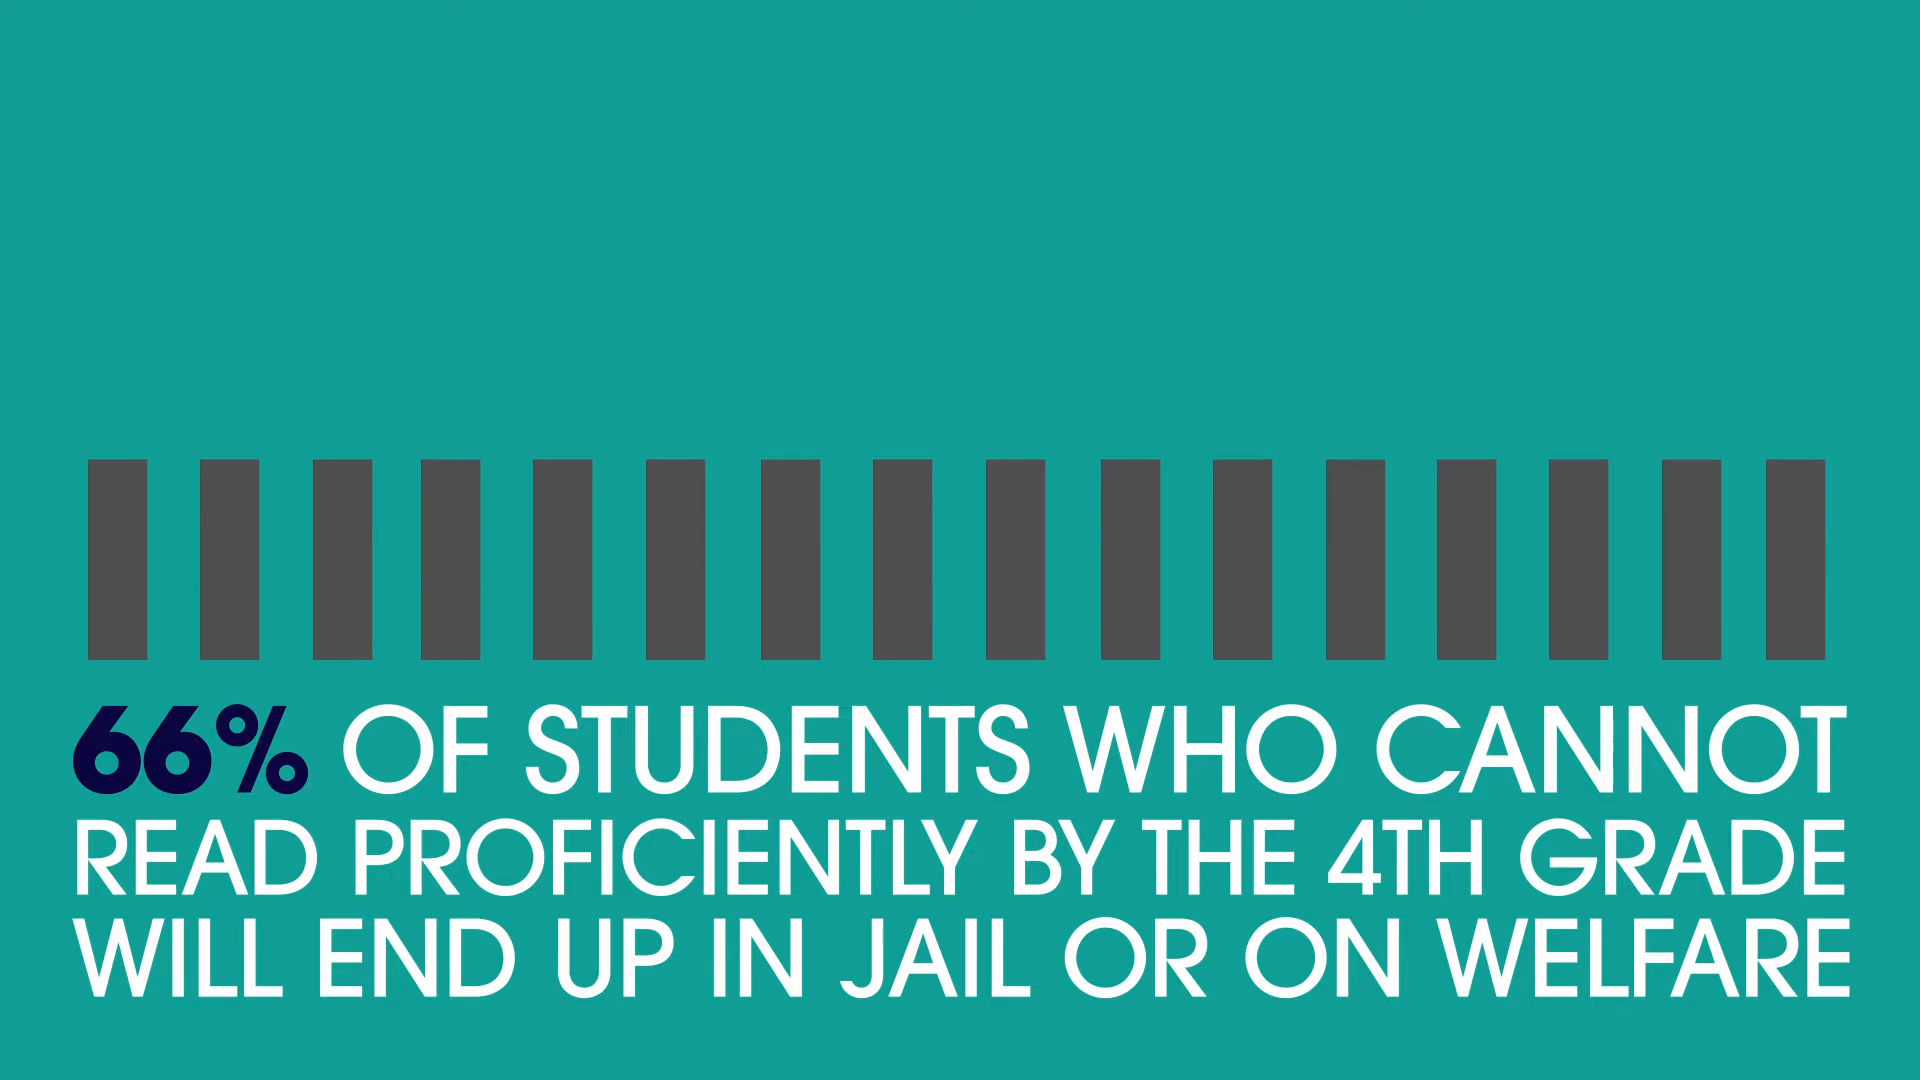 66% OF STUDENTS WHO CANNOT
READ PROFICIENTLY BY THE 4TH GRADE
WILL END UP IN JAIL OR ON WELFARE